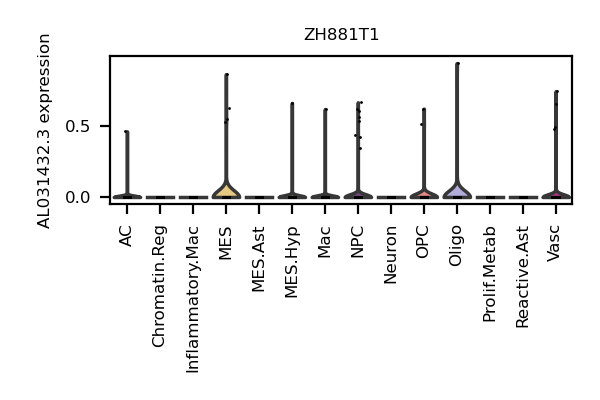 ZH881T1
AL031432.3 expression
0.5
0.0
AC
Chromatin.Reg
Inflammatory.Mac
MES
MES.Ast
MES.Hyp
Mac
NPC
Neuron
OPC
Oligo
Prolif.Metab
Reactive.Ast
Vasc